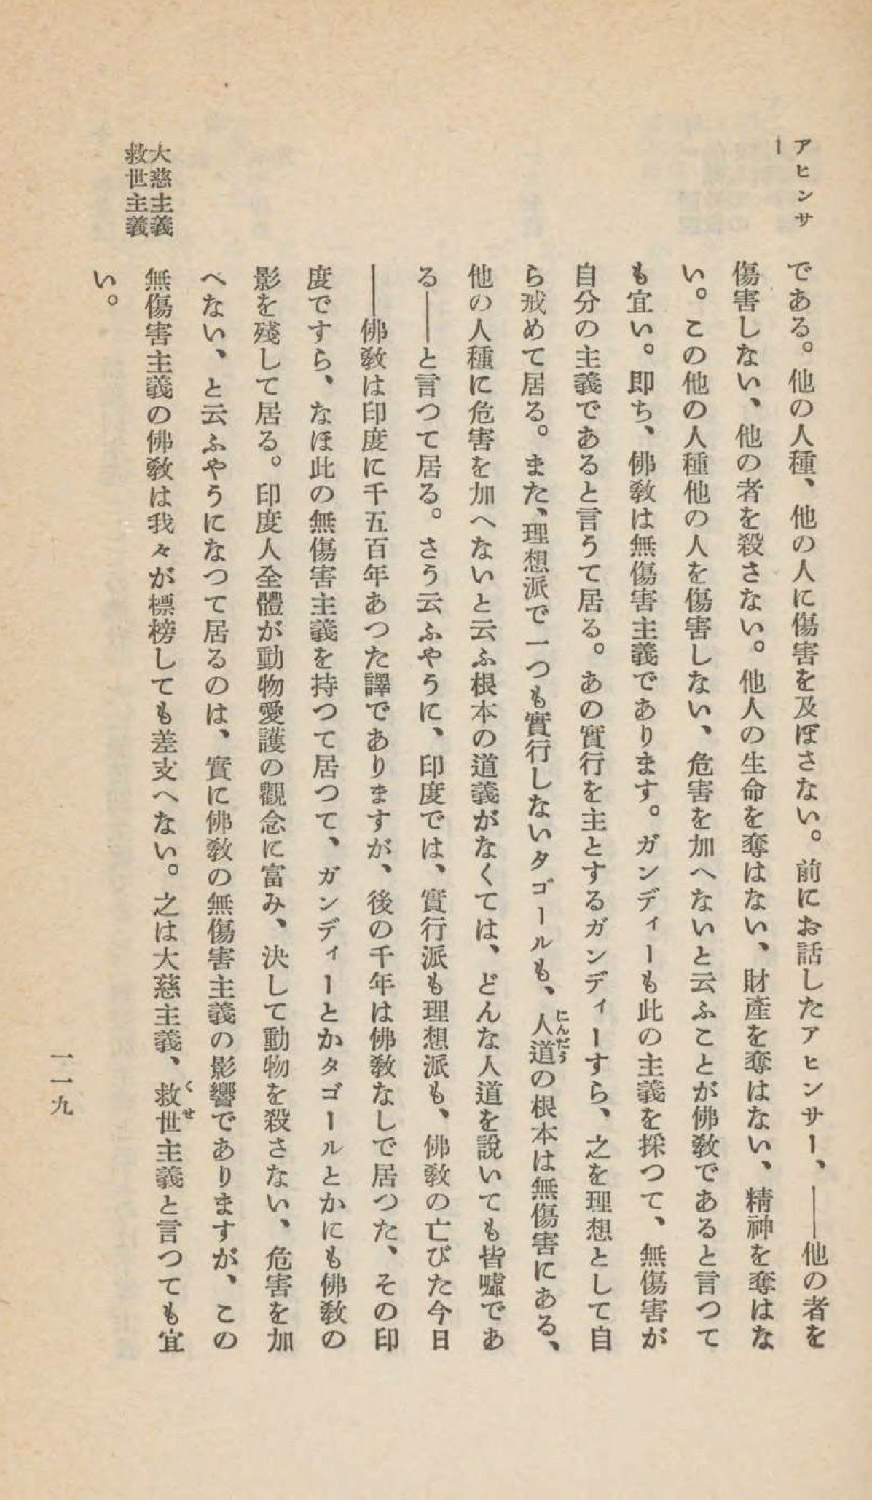 アヒンサ
ー
である。他の人種、他の人に傷害を及ぼさない。前にお話したアヒンサー、――他の者を
傷害しない、他の者を殺さない。他人の生命を奪はない、財產を奪はない、精神を奪はな
い。この他の人種他の人を傷害しない、危害を加へないと云ふことが佛敎であると言つて
も宜い。卽ち、佛敎は無傷害主義であります。ガンディーも此の主義を採つて、無傷害が
自分の主義であると言うて居る。あの實行を主とするガンディーすら、之を理想として自
ら戒めて居る。また、理想派で一つも實行しないタゴールも、人道の根本は無傷害にある、
にんだう
他の人種に危害を加へないと云ふ根本の道義がなくては、どんな人道を說いても皆噓であ
る――と言つて居る。さう云ふやうに、印度では、實行派も理想派も、佛敎の亡びた今日
――佛敎は印度に千五百年あつた譯でありますが、後の千年は佛敎なしで居つた、その印
度ですら、なほ此の無傷害主義を持つて居つて、ガンディーとかタゴールとかにも佛敎の
影を殘して居る。印度人全體が動物愛護の觀念に富み、決して動物を殺さない、危害を加
へない、と云ふやうになつて居るのは、實に佛敎の無傷害主義の影響でありますが、この
大慈主義
救世主義
無傷害主義の佛敎は我々が標榜しても差支へない。之は大慈主義、救世主義と言つても宜
くせ
い。
一一九